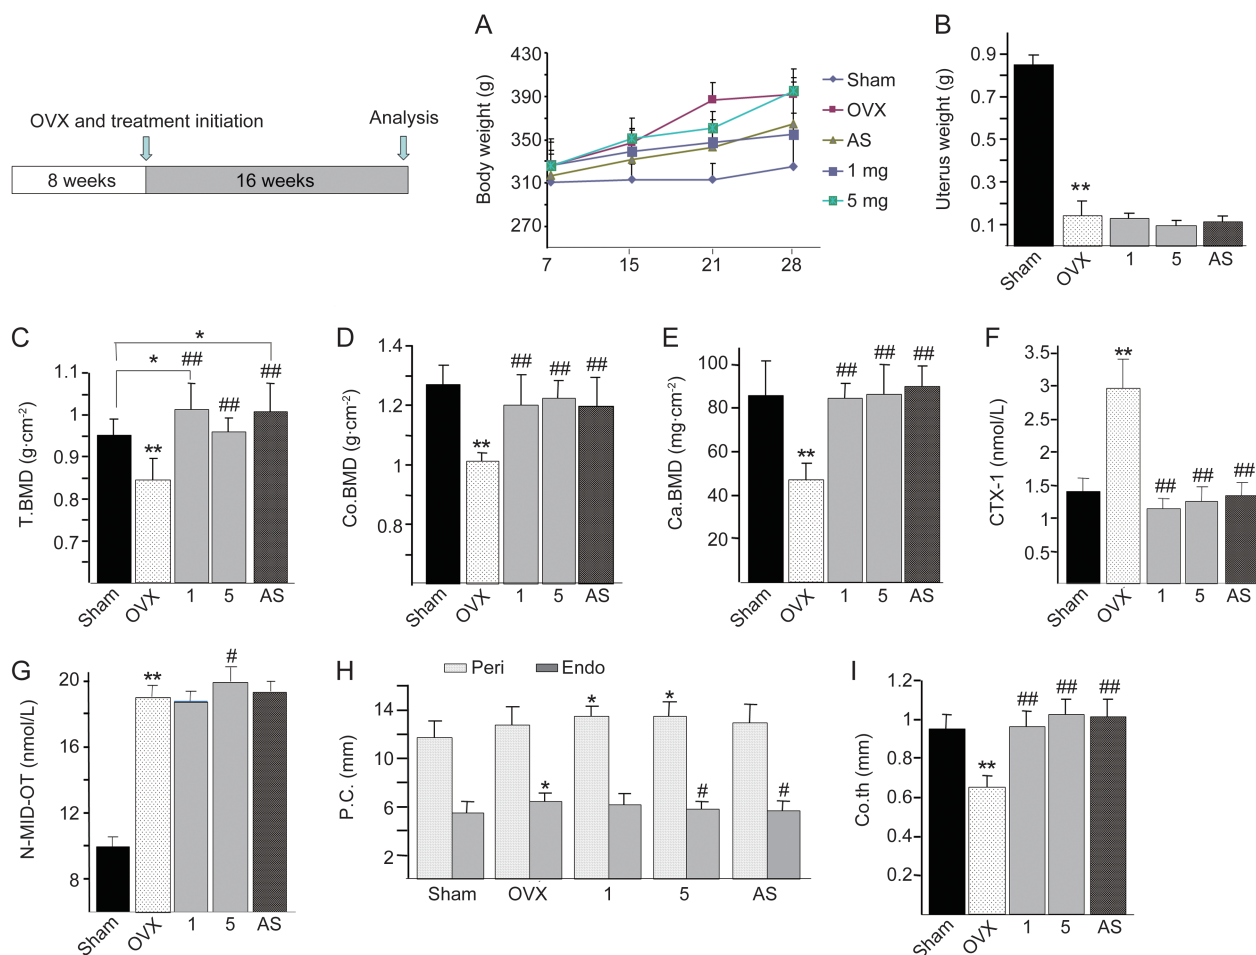 OVX and treatment initiation
Analysis
8 weeks
16 weeks
A
Body weight (g)
430
390
350
310
270
7
15
21
28
Sham
OVX
AS
1 mg
5 mg
B
Uterus weight (g)
0.9
0.7
0.5
0.3
0.1
**
Sham
OVX
1
5
AS
C
T.BMD (g·cm-2)
1.1
1
0.9
0.8
0.7
*
*
**
##
##
##
Sham
OVX
1
5
AS
D
Co.BMD (g·cm-2)
1.4
1.2
1
0.8
**
##
##
##
Sham
OVX
1
5
AS
E
Ca.BMD (mg·cm-2)
100
80
60
40
20
**
##
##
##
Sham
OVX
1
5
AS
F
CTX-1 (nmol/L)
3.5
3
2.5
2
1.5
1
0.5
**
##
##
##
Sham
OVX
1
5
AS
G
N-MID-OT (nmol/L)
20
16
12
8
**
#
Sham
OVX
1
5
AS
H
Peri
Endo
P.C. (mm)
14
10
6
2
*
*
*
#
#
Sham
OVX
1
5
AS
I
Co.th (mm)
1.2
1
0.8
0.6
0.4
0.2
**
##
##
##
Sham
OVX
1
5
AS